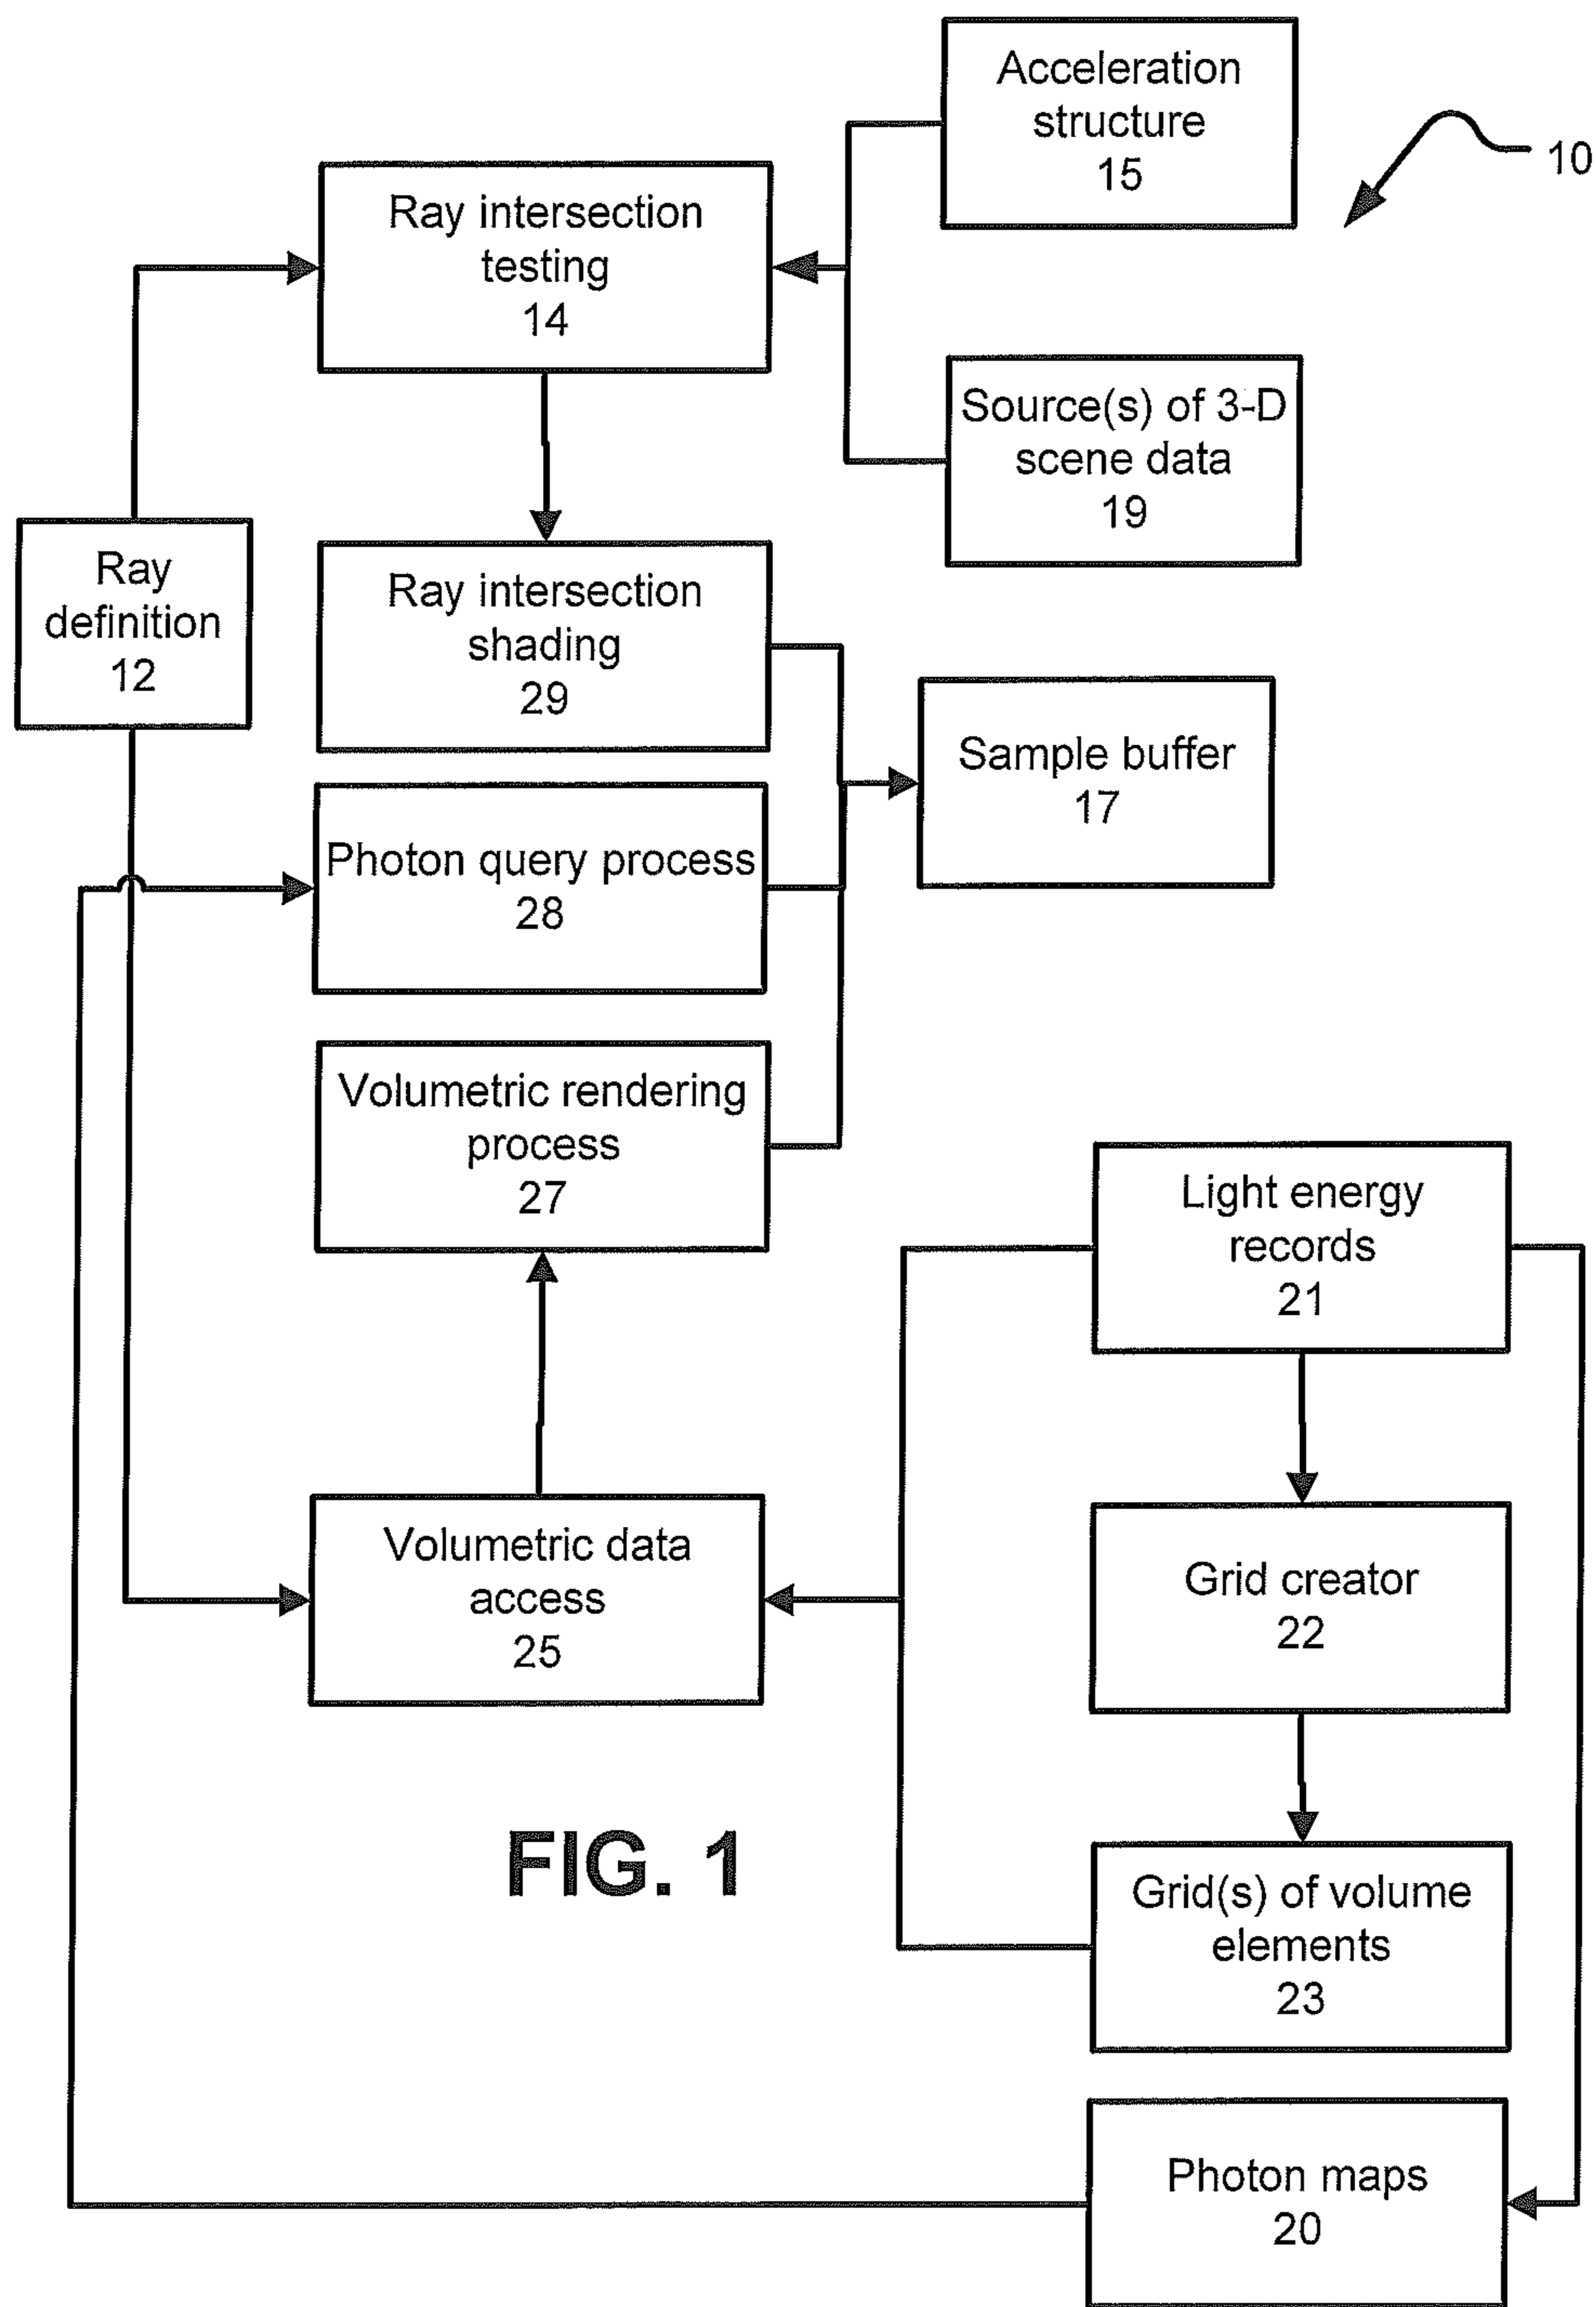 Acceleration
structure
15
10
Ray intersection
testing
14
Source(s) of 3-D
scene data
19
Ray
definition
12
Ray intersection
shading
29
Sample buffer
17
Photon query process
28
Volumetric rendering
process
27
Light energy
records
21
Volumetric data
access
25
Grid creator
22
FIG. 1
Grid(s) of volume
elements
23
Photon maps
20